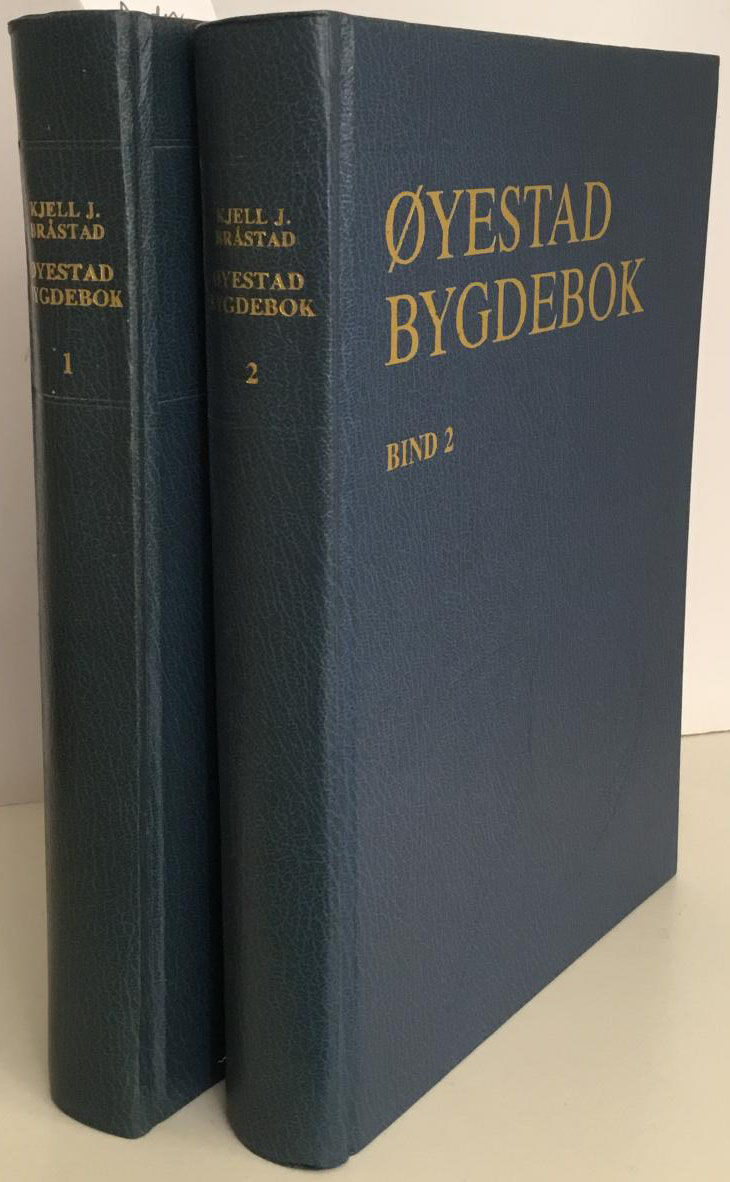 KJELL J.
BRÅSTAD
ØYESTAD
BYGDEBOK
1
KJELL J.
BRÅSTAD
ØYESTAD
BYGDEBOK
2
ØYESTAD
BYGDEBOK
BIND 2